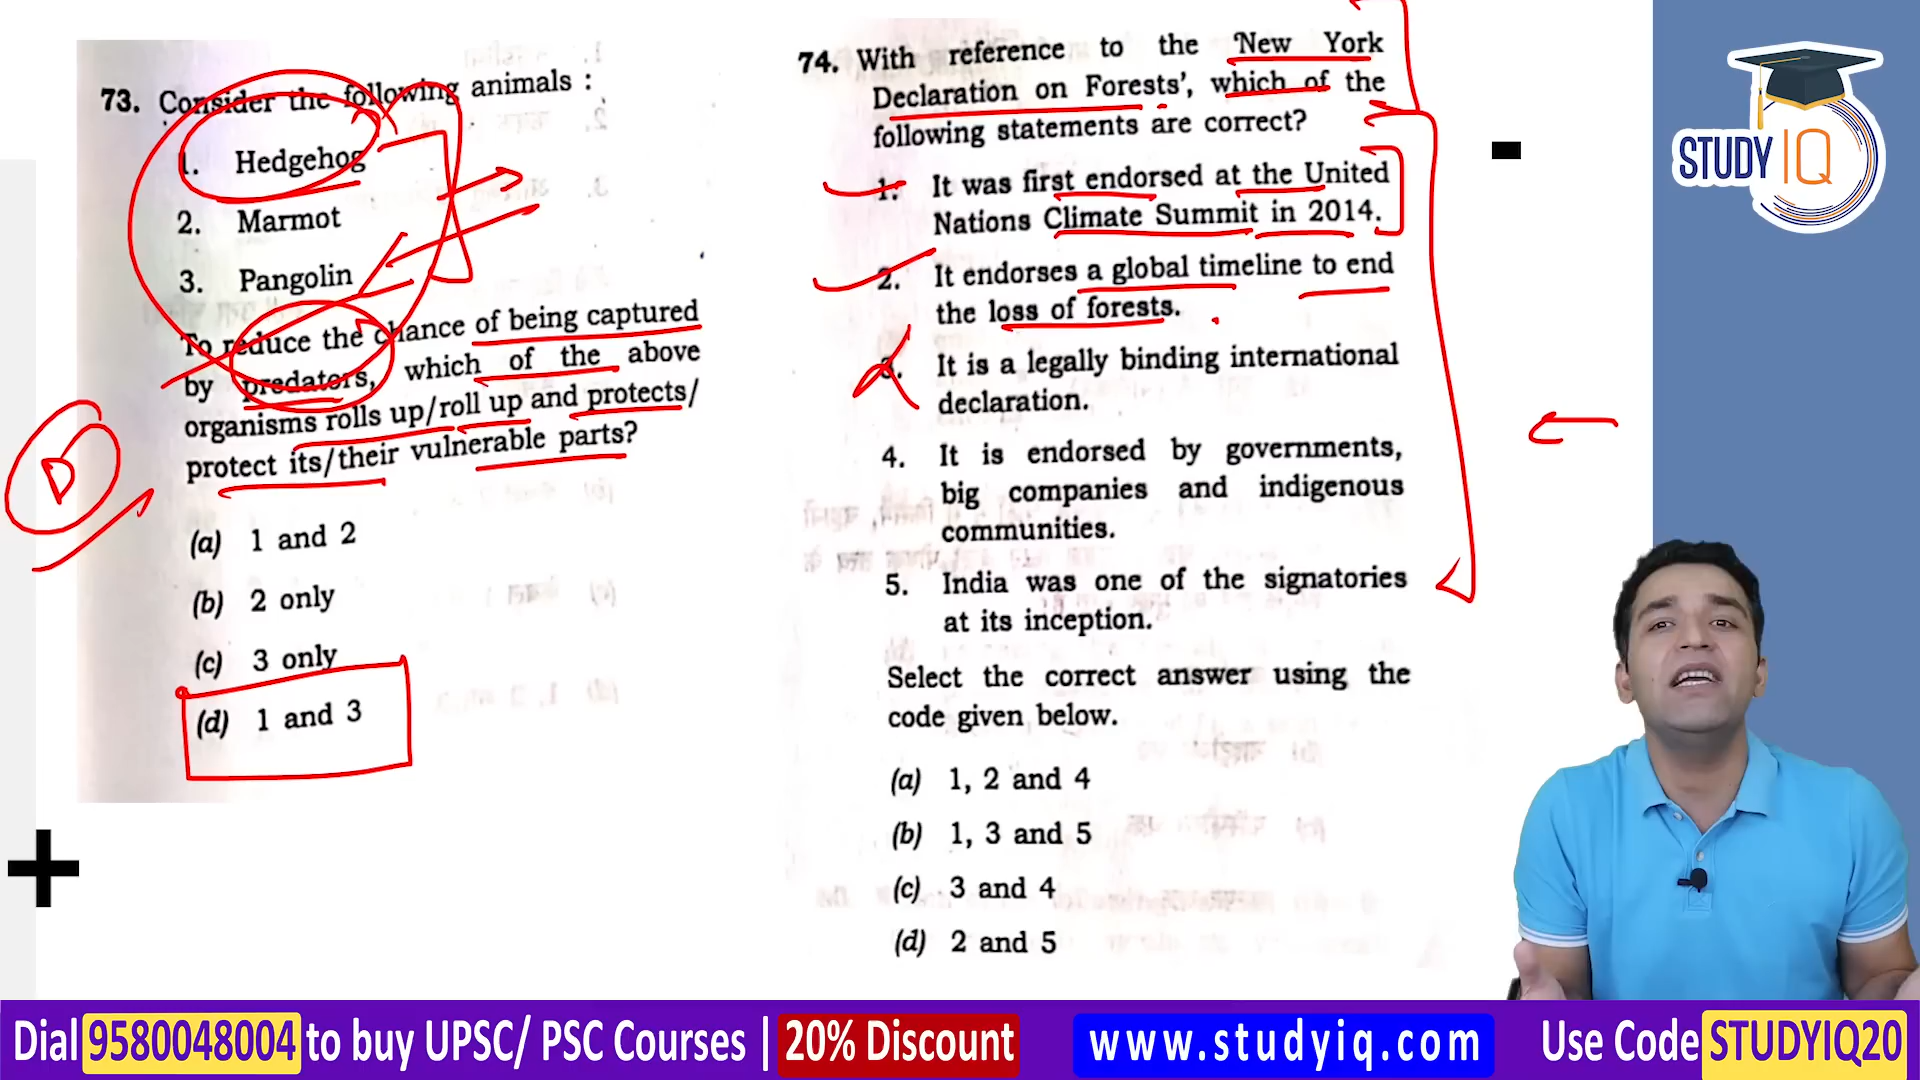 73. Consider the following animals :
1. Hedgehog
2. Marmot
3. Pangolin
To reduce the chance of being captured
by predators, which of the above
organisms rolls up/roll up and protects/
protect its/their vulnerable parts?
(a) 1 and 2
(b) 2 only
(c) 3 only
(d) 1 and 3
D
74. With reference to the 'New York
Declaration on Forests', which of the
following statements are correct?
1. It was first endorsed at the United
Nations Climate Summit in 2014.
2. It endorses a global timeline to end
the loss of forests.
3. It is a legally binding international
declaration.
4. It is endorsed by governments,
big companies and indigenous
communities.
5. India was one of the signatories
at its inception.
Select the correct answer using the
code given below.
(a) 1, 2 and 4
(b) 1, 3 and 5
(c) 3 and 4
(d) 2 and 5
STUDY IQ
Dial 9580048004 to buy UPSC/ PSC Courses | 20% Discount
www.studyiq.com
Use Code STUDYIQ20